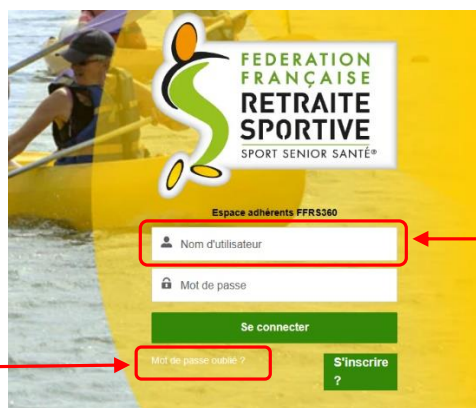 FEDERATION
FRANÇAISE
RETRAITE
SPORTIVE
SPORT SENIOR SANTÉ®
Espace adhérents FFRS360
Nom d'utilisateur
Mot de passe
Se connecter
Mot de passe oublié ?
S'inscrire
?